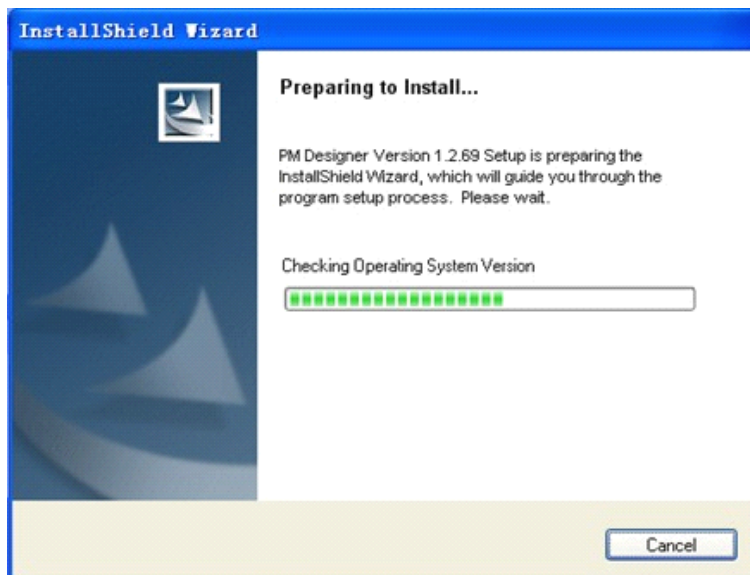 InstallShield Wizard
Preparing to Install...
PM Designer Version 1.2.69 Setup is preparing the
InstallShield Wizard, which will guide you through the
program setup process. Please wait.
Checking Operating System Version
Cancel